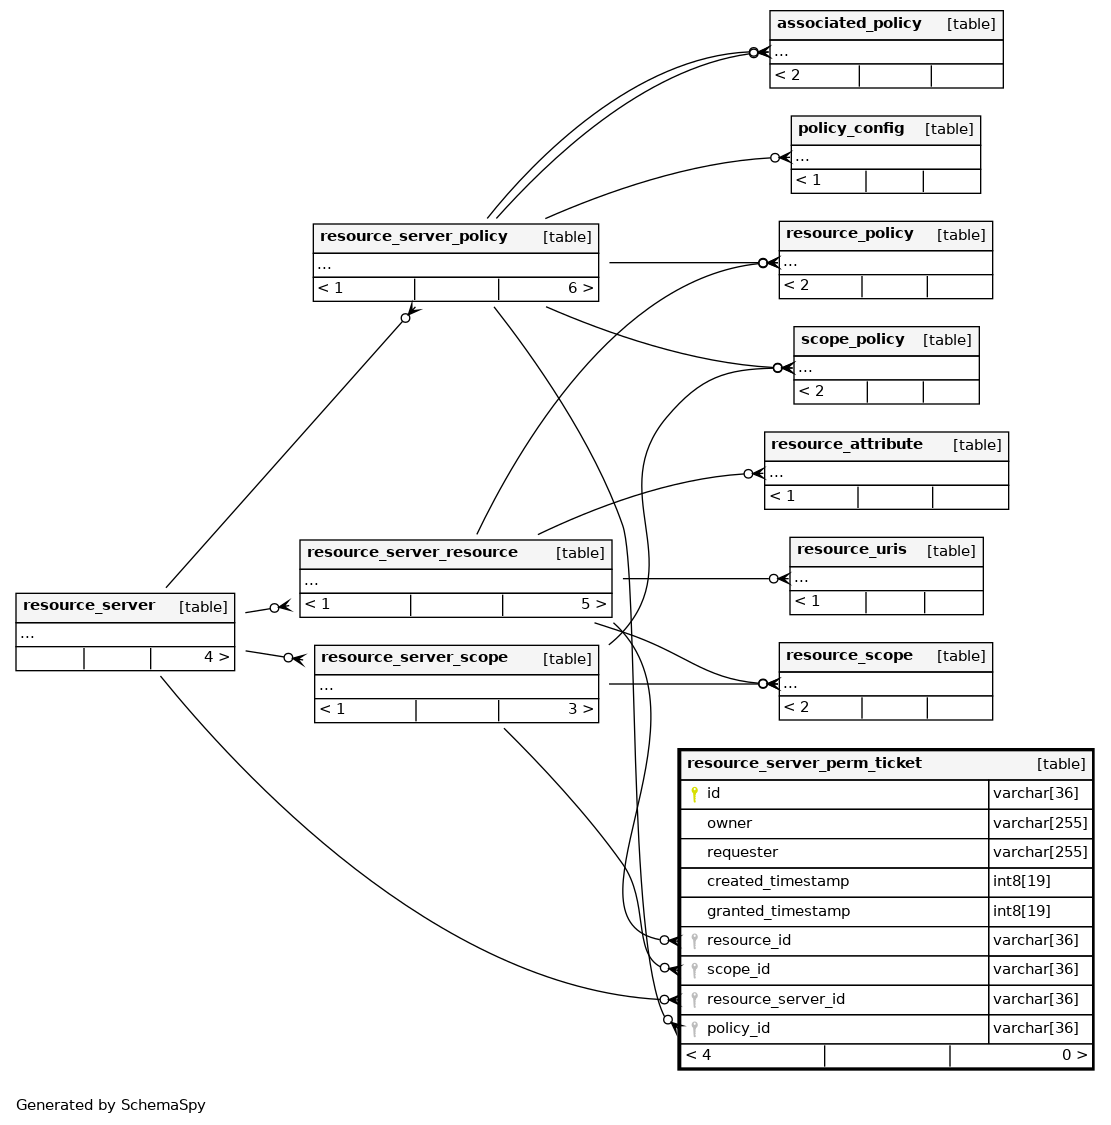 associated_policy [table]
...
< 2
policy_config [table]
...
< 1
resource_server_policy [table]
...
< 1 6 >
resource_policy [table]
...
< 2
scope_policy [table]
...
< 2
resource_attribute [table]
...
< 1
resource_server_resource [table]
...
< 1 5 >
resource_uris [table]
...
< 1
resource_server [table]
...
4 >
resource_server_scope [table]
...
< 1 3 >
resource_scope [table]
...
< 2
resource_server_perm_ticket [table]
id varchar[36]
owner varchar[255]
requester varchar[255]
created_timestamp int8[19]
granted_timestamp int8[19]
resource_id varchar[36]
scope_id varchar[36]
resource_server_id varchar[36]
policy_id varchar[36]
< 4 0 >
Generated by SchemaSpy